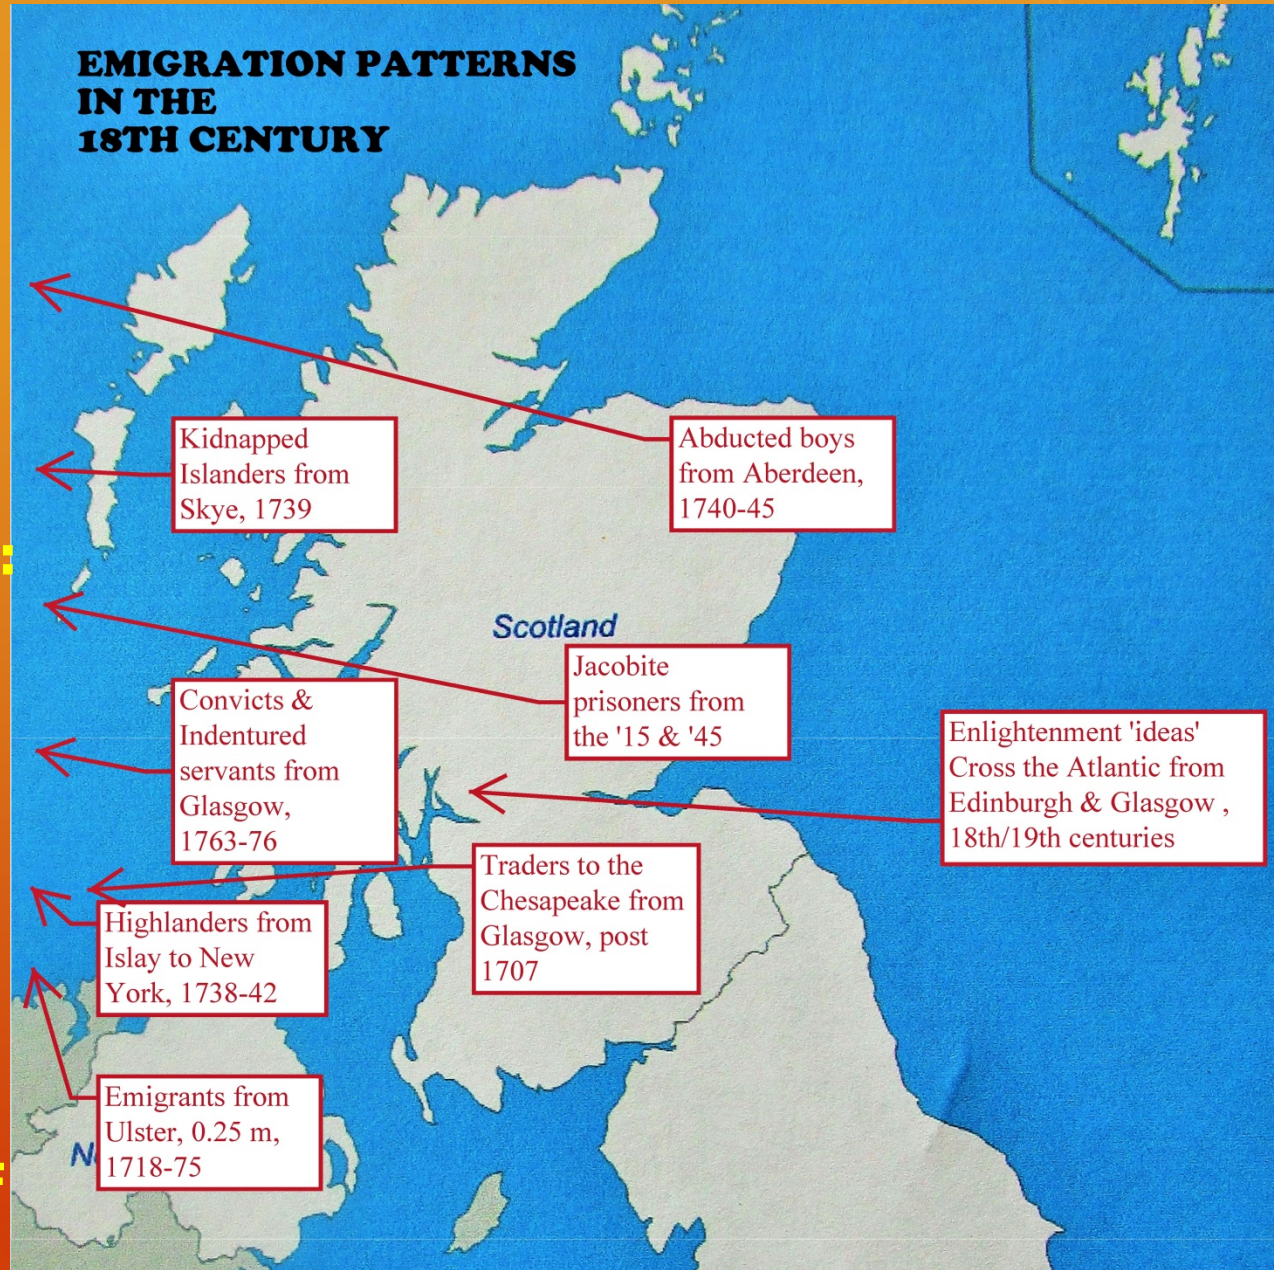 EMIGRATION PATTERNS
IN THE
18TH CENTURY
Kidnapped
Islanders from
Skye, 1739
Abducted boys
from Aberdeen,
1740-45
Scotland
Jacobite
prisoners from
the '15 & '45
Convicts &
Indentured
servants from
Glasgow,
1763-76
Enlightenment 'ideas'
Cross the Atlantic from
Edinburgh & Glasgow ,
18th/19th centuries
Traders to the
Chesapeake from
Glasgow, post
1707
Highlanders from
Islay to New
York, 1738-42
Emigrants from
Ulster, 0.25 m,
1718-75